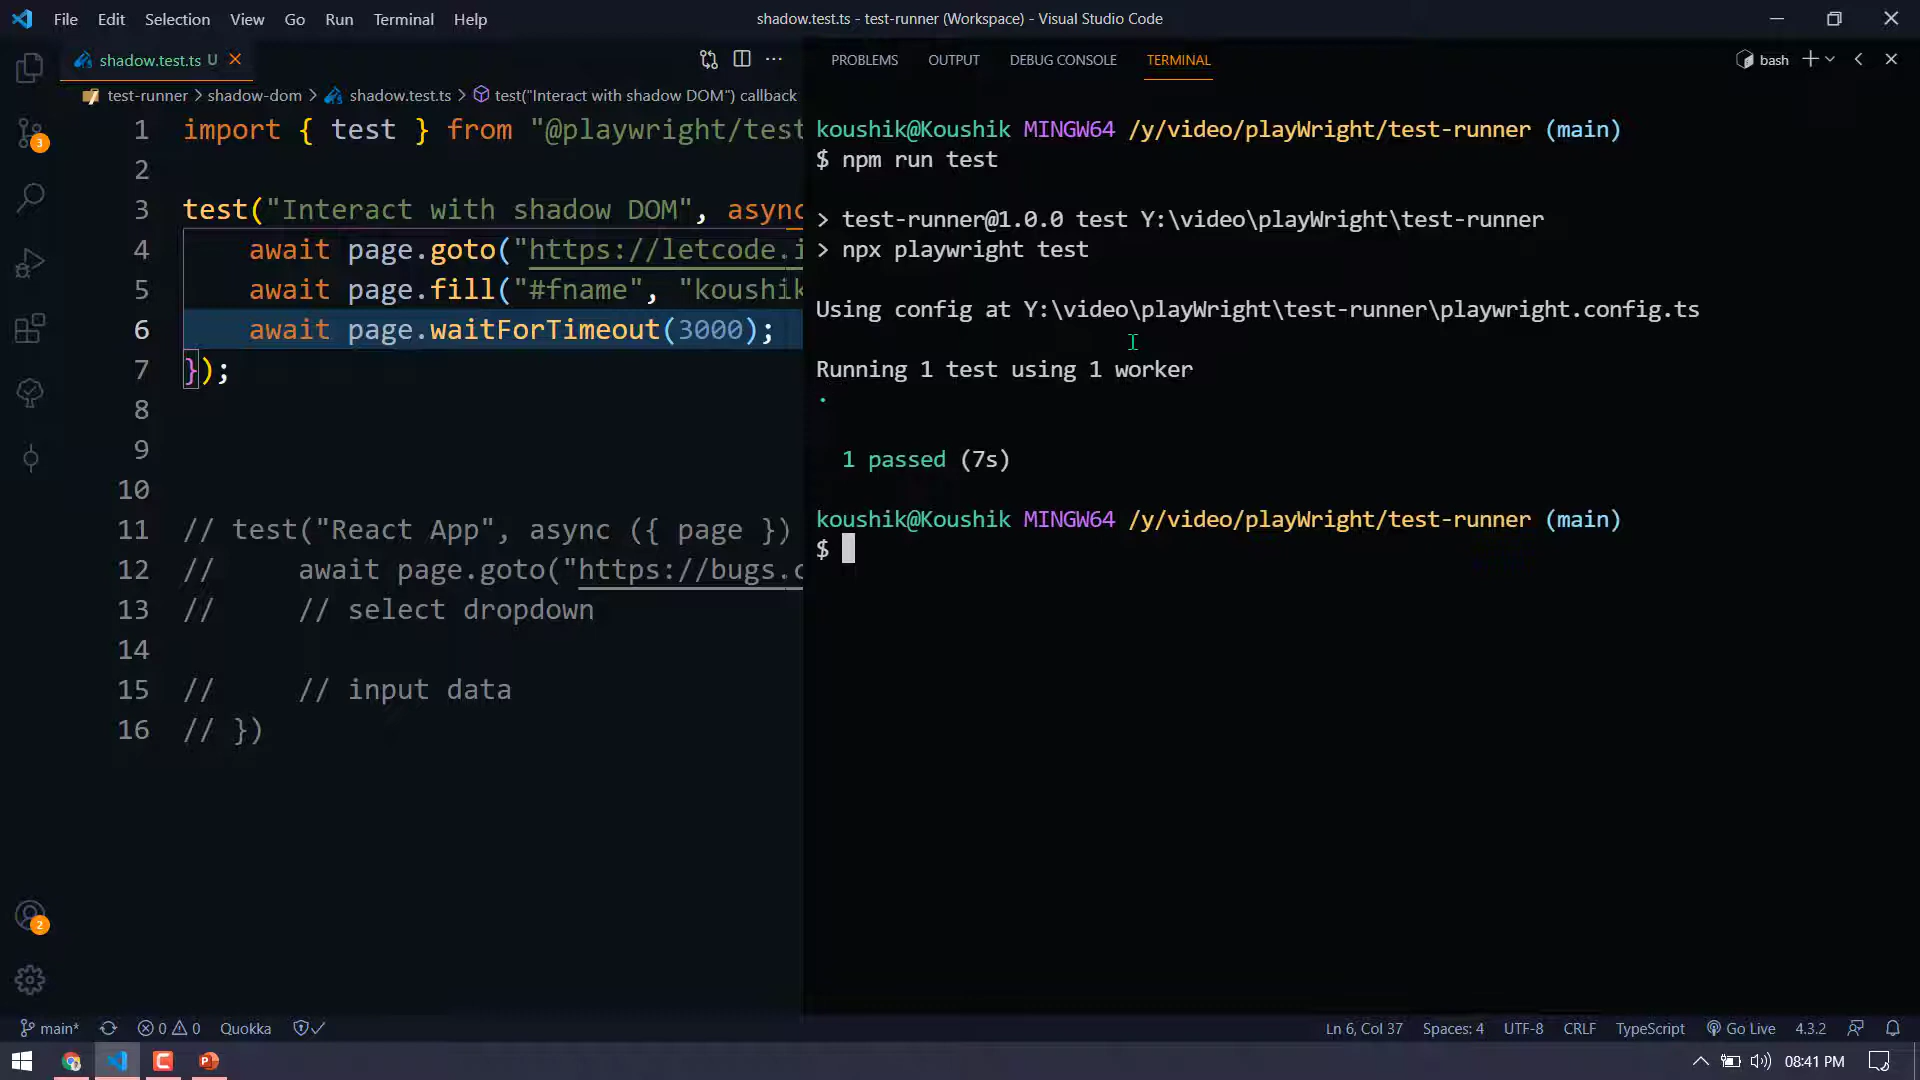 File Edit Selection View Go Run Terminal Help
shadow.test.ts - test-runner (Workspace) - Visual Studio Code
shadow.test.ts U
test-runner > shadow-dom > shadow.test.ts > test("Interact with shadow DOM") callback
1 import { test } from "@playwright/test
2
3 test("Interact with shadow DOM", async
4 await page.goto("https://letcode.i
5 await page.fill("#fname", "koushik
6 await page.waitForTimeout(3000);
7 });
8
9
10
11 // test("React App", async ({ page })
12 // await page.goto("https://bugs.c
13 // // select dropdown
14
15 // // input data
16 // })
PROBLEMS OUTPUT DEBUG CONSOLE TERMINAL
bash
koushik@Koushik MINGW64 /y/video/playWright/test-runner (main)
$ npm run test
> test-runner@1.0.0 test Y:\video\playWright\test-runner
> npx playwright test
Using config at Y:\video\playWright\test-runner\playwright.config.ts
Running 1 test using 1 worker
·
1 passed (7s)
koushik@Koushik MINGW64 /y/video/playWright/test-runner (main)
$
3
2
main* 0 0 Quokka
Ln 6, Col 37 Spaces: 4 UTF-8 CRLF TypeScript Go Live 4.3.2
08:41 PM